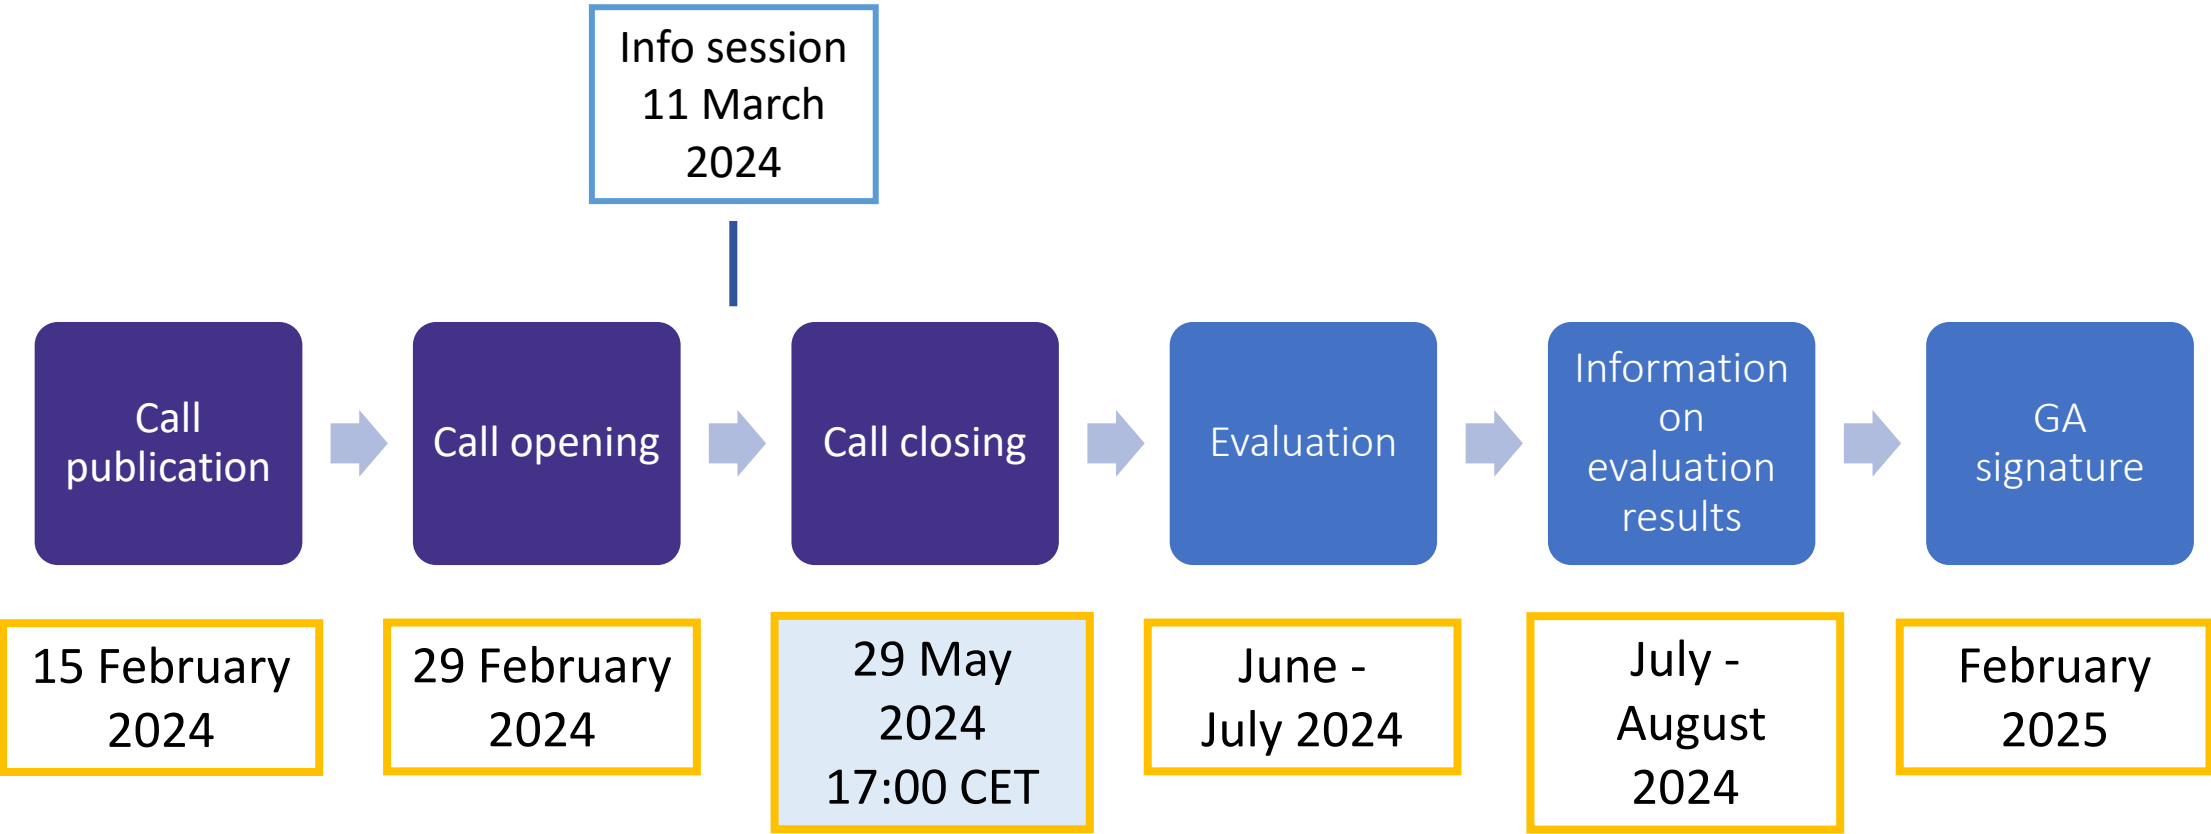 Info session
11 March
2024
Call
publication
Call opening
Call closing
Evaluation
Information
on
evaluation
results
GA
signature
15 February
2024
29 February
2024
29 May
2024
17:00 CET
June -
July 2024
July -
August
2024
February
2025